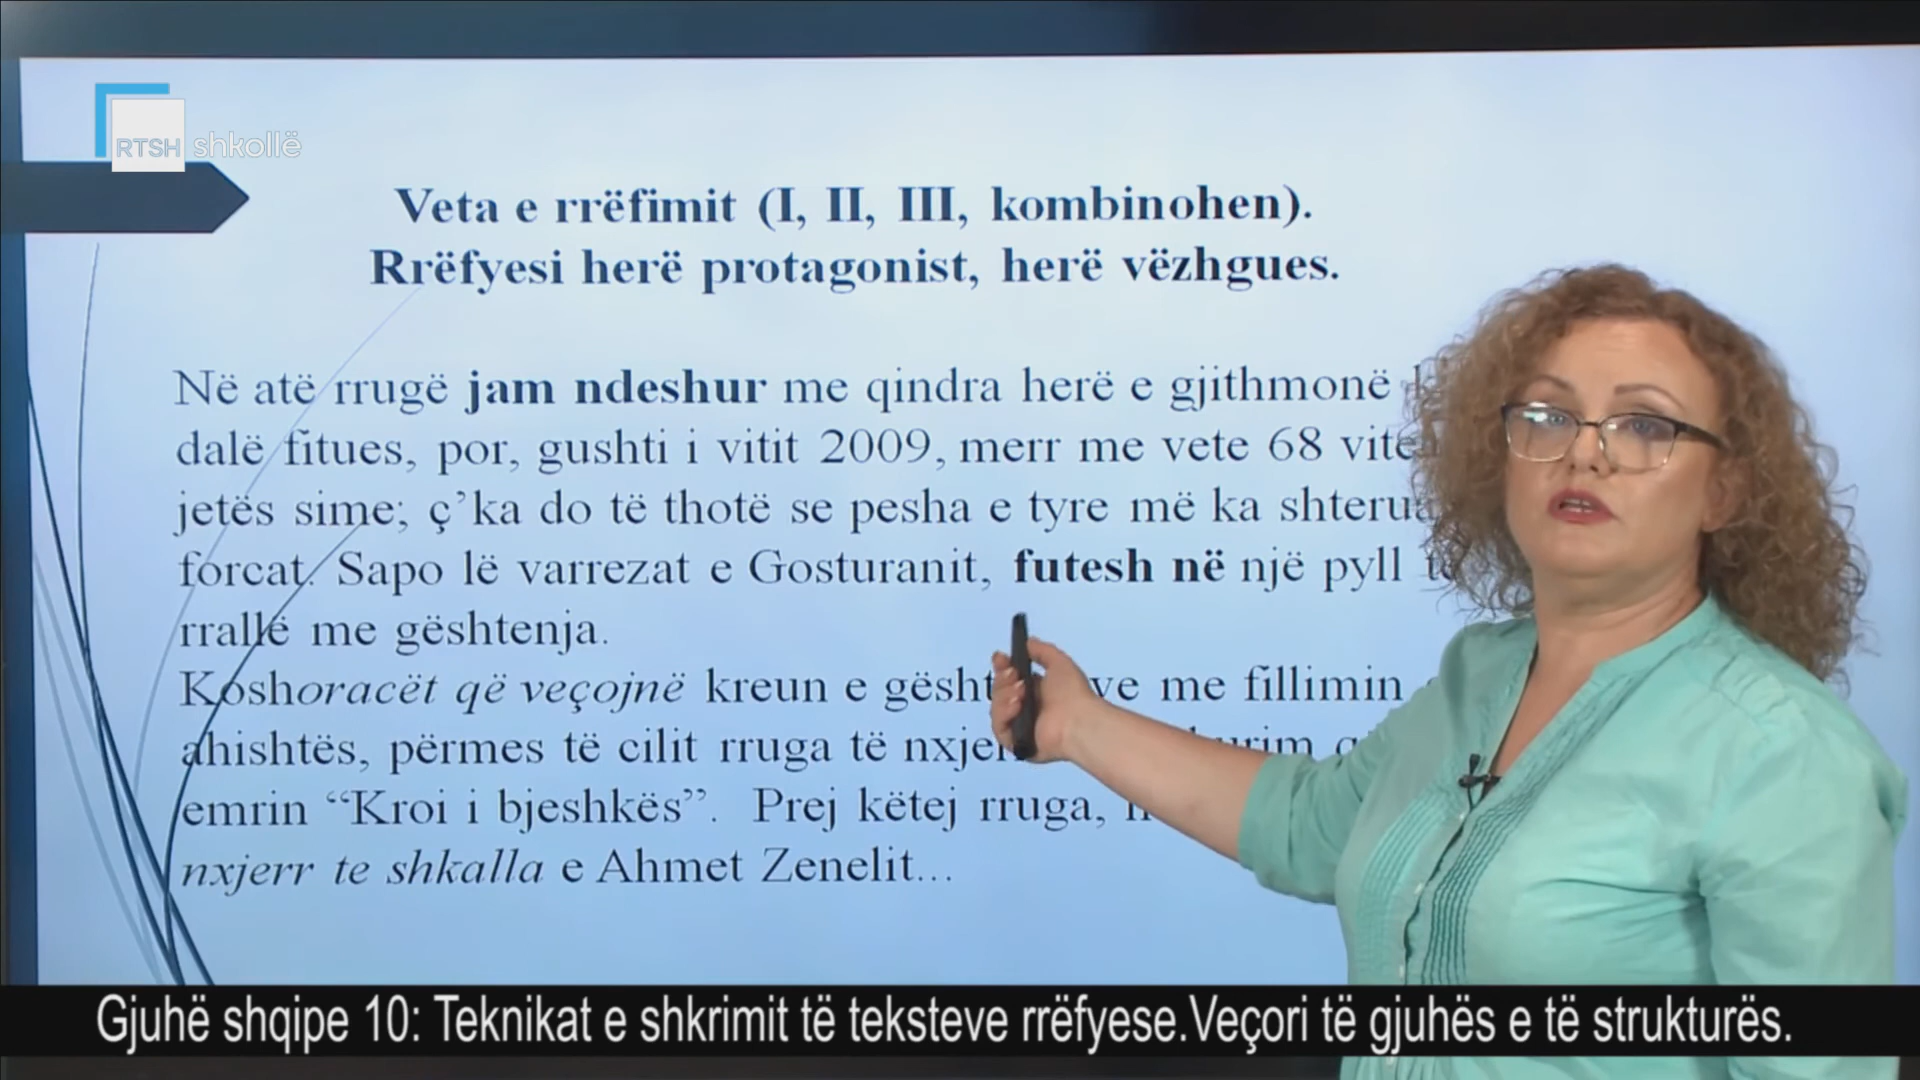 RTSH shkollë
Veta e rrëfimit (I, II, III, kombinohen).
Rrëfyesi herë protagonist, herë vëzhgues.
Në atë rrugë jam ndeshur me qindra herë e gjithmonë
dalë fitues, por, gushti i vitit 2009, merr me vete 68 vite
jetës sime; ç’ka do të thotë se pesha e tyre më ka
forcat. Sapo lë varrezat e Gosturanit, futesh në një pyll
rrallë me gështenja.
Koshoracët që veçojnë kreun e me fillimin
ahishtës, përmes të cilit rruga të
emrin “Kroi i bjeshkës”. Prej këtej rruga,
nxjerr te shkalla e Ahmet Zenelit...
Gjuhë shqipe 10: Teknikat e shkrimit të teksteve rrëfyese.Veçori të gjuhës e të strukturës.